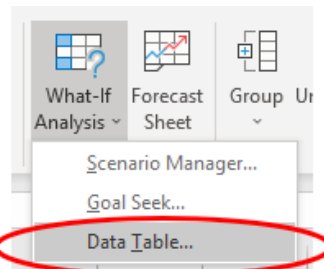 What-If Forecast Group
Analysis Sheet
Scenario Manager...
Goal Seek...
Data Table...